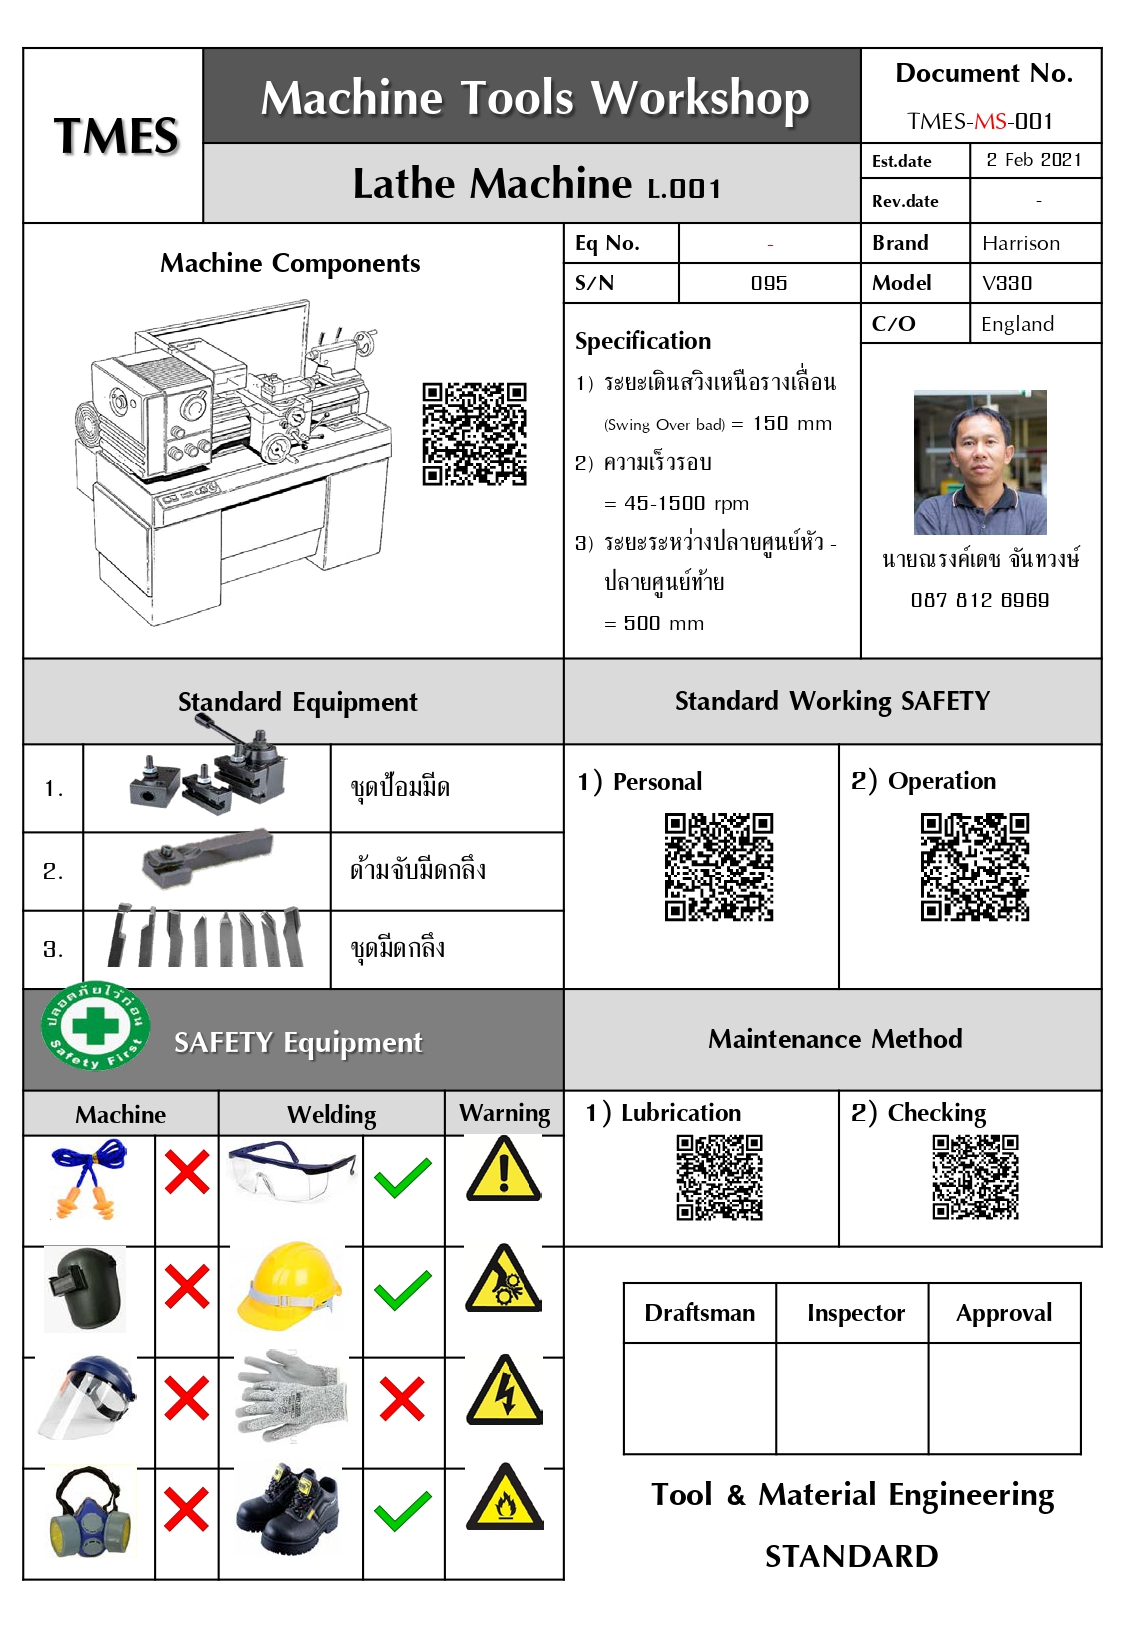 TMES
Machine Tools Workshop
Lathe Machine L.001
Document No.
TMES-MS-001
Est.date
2 Feb 2021
Rev.date
-
Machine Components
Eq No.
-
Brand
Harrison
S/N
095
Model
V330
C/O
England
Specification
1) ระยะเดินสวิงเหนือรางเลื่อน
(Swing Over bad) = 150 mm
2) ความเร็วรอบ
= 45-1500 rpm
3) ระยะระหว่างปลายศูนย์หัว -
ปลายศูนย์ท้าย
= 500 mm
นายณรงค์เดช จันทวงษ์
087 812 6969
Standard Equipment
Standard Working SAFETY
1.
ชุดป้อมมีด
2.
ด้ามจับมีดกลึง
3.
ชุดมีดกลึง
1) Personal
2) Operation
ปลอดภัยไว้ก่อน
Safety First
SAFETY Equipment
Maintenance Method
Machine
Welding
Warning
1) Lubrication
2) Checking
Draftsman
Inspector
Approval
Tool & Material Engineering
STANDARD